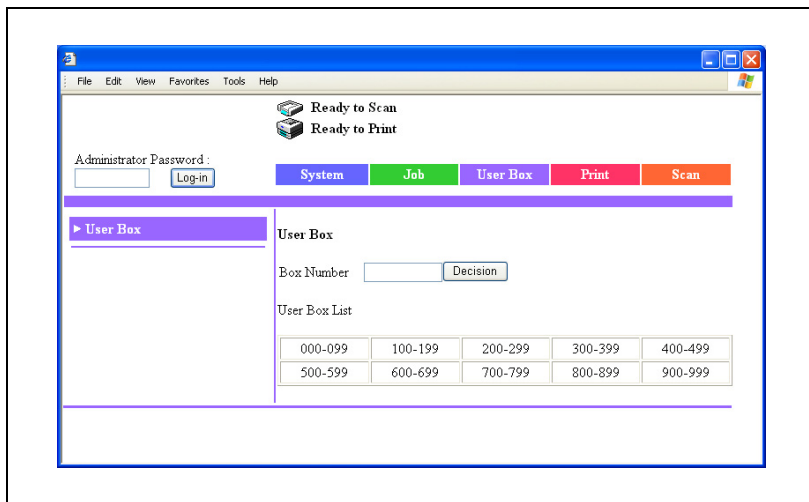 File Edit View Favorites Tools Help
Ready to Scan
Ready to Print
Administrator Password :
Log-in
System Job User Box Print Scan
User Box
User Box
Box Number Decision
User Box List
000-099 100-199 200-299 300-399 400-499
500-599 600-699 700-799 800-899 900-999